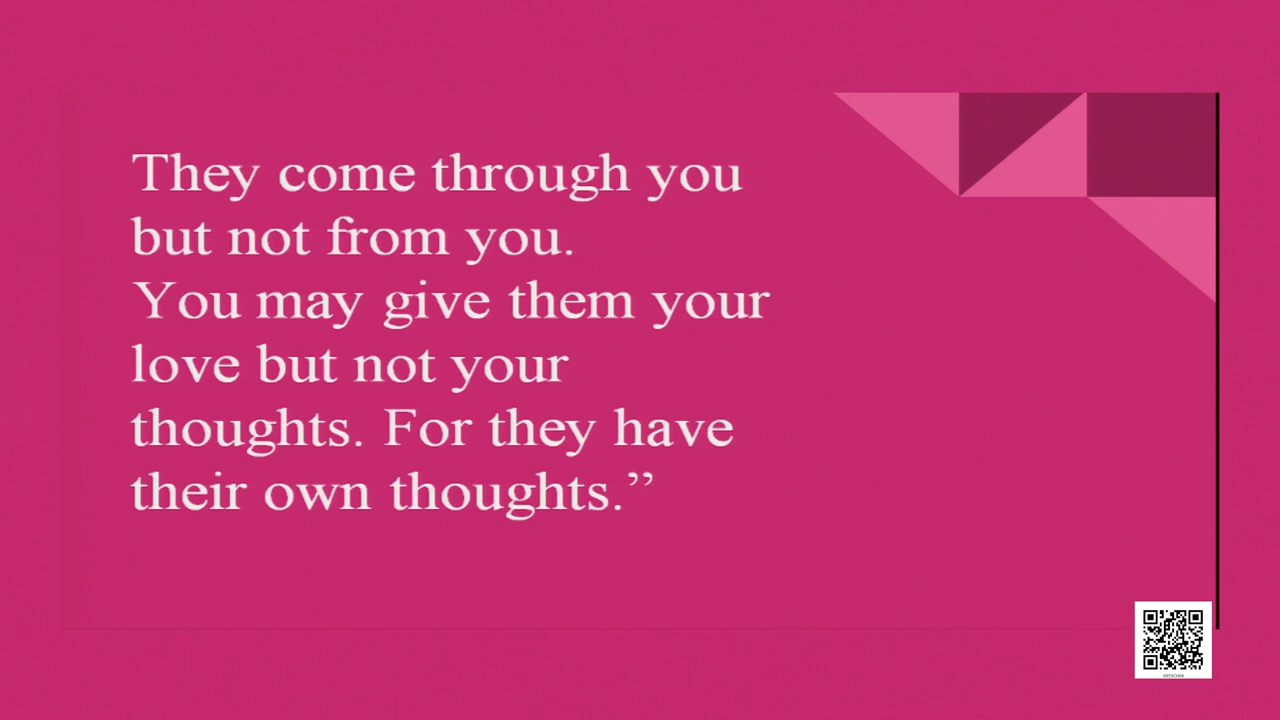 They come through you
but not from you.
You may give them your
love but not your
thoughts. For they have
their own thoughts.”